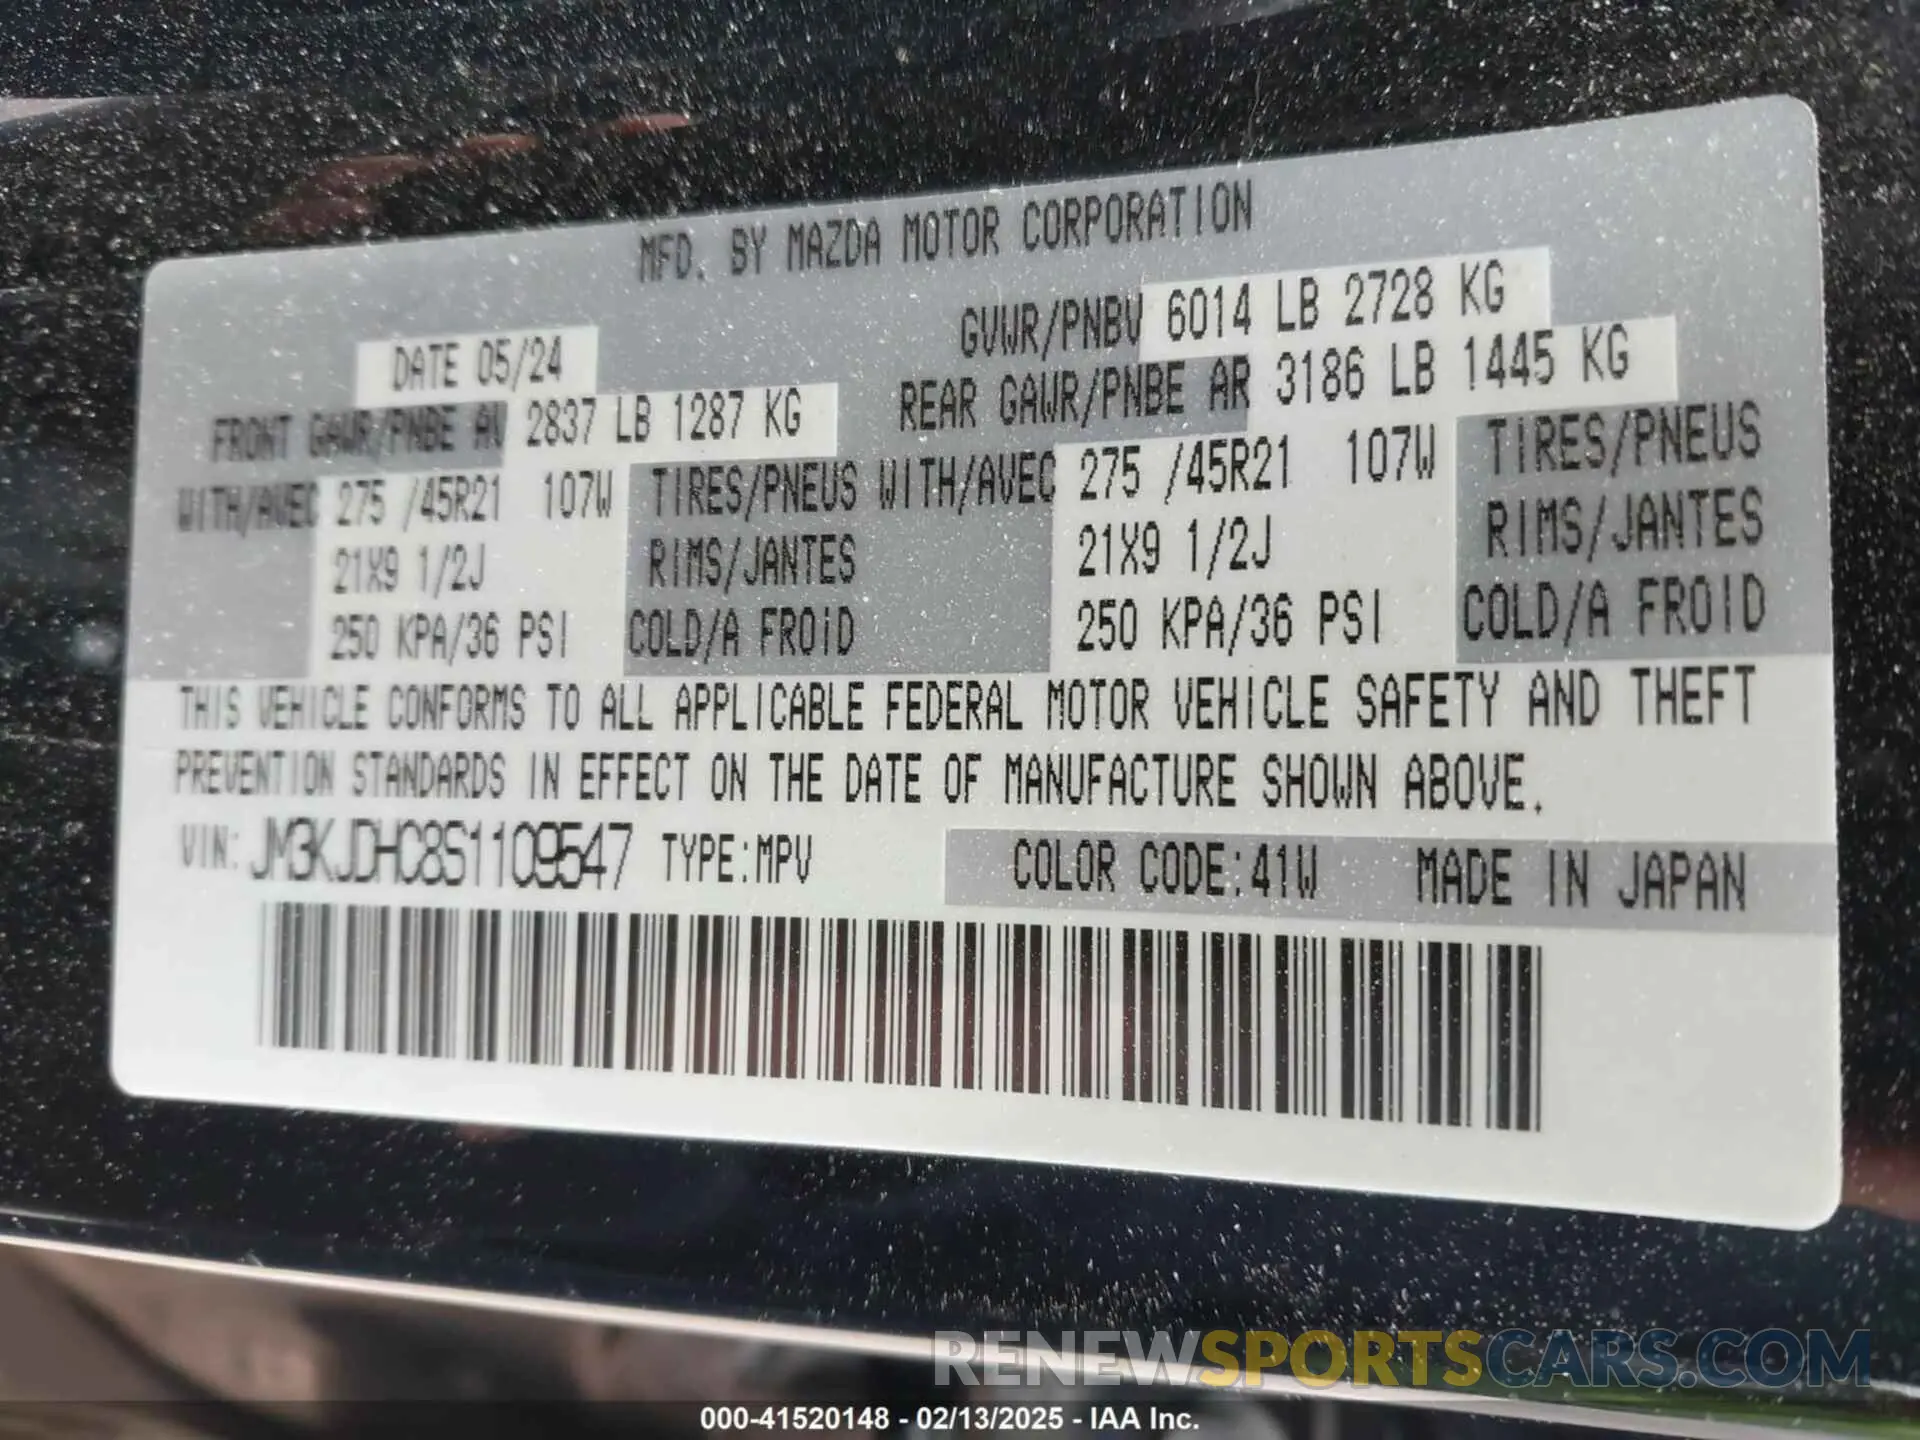 MFD. BY MAZDA MOTOR CORPORATION
GVWR/PNBV 6014 LB 2728 KG
DATE 05/24
REAR GAWR/PNBE AR 3186 LB 1445 KG
FRONT GAWR/PNBE AV 2837 LB 1287 KG
WITH/AVEC 275 /45R21 107W TIRES/PNEUS WITH/AVEC 275 /45R21 107W TIRES/PNEUS
21X9 1/2J RIMS/JANTES 21X9 1/2J RIMS/JANTES
250 KPA/36 PSI COLD/A FROID 250 KPA/36 PSI COLD/A FROID
THIS VEHICLE CONFORMS TO ALL APPLICABLE FEDERAL MOTOR VEHICLE SAFETY AND THEFT
PREVENTION STANDARDS IN EFFECT ON THE DATE OF MANUFACTURE SHOWN ABOVE.
VIN: JM3KJDHC8S1109547 TYPE:MPV COLOR CODE:41W MADE IN JAPAN
RENEWSPORTSCARS.COM
000-41520148 - 02/13/2025 - IAA Inc.